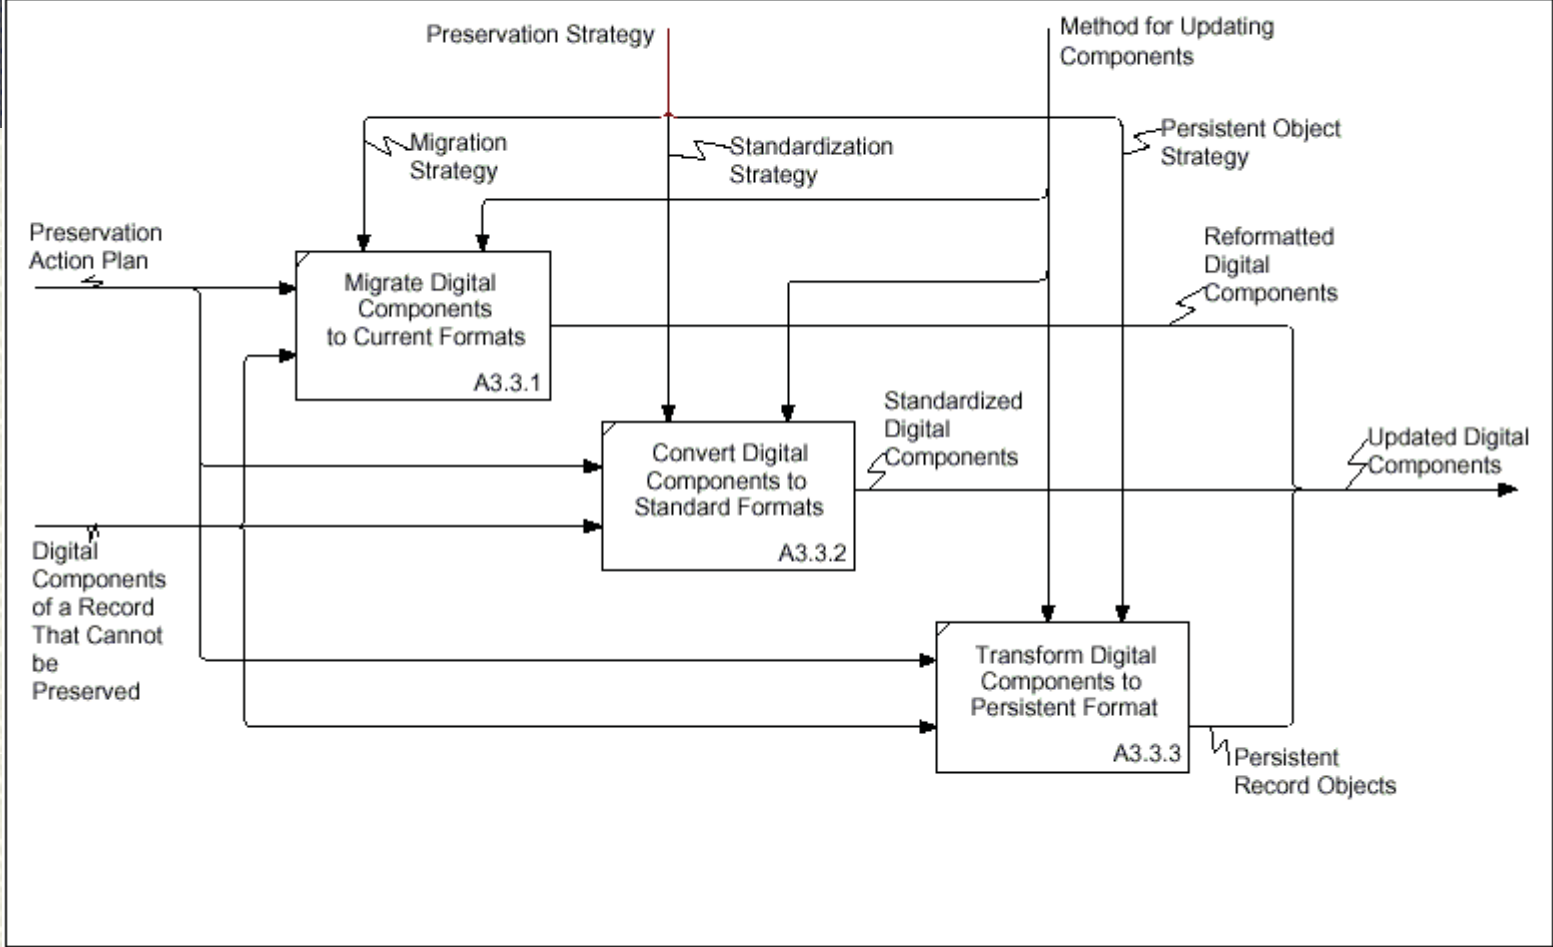 Preservation Strategy
Method for Updating
Components
Migration
Strategy
Standardization
Strategy
Persistent Object
Strategy
Preservation
Action Plan
Reformatted
Digital
Components
Migrate Digital
Components
to Current Formats
A3.3.1
Standardized
Digital
Components
Updated Digital
Components
Convert Digital
Components to
Standard Formats
A3.3.2
Digital
Components
of a Record
That Cannot
be
Preserved
Transform Digital
Components to
Persistent Format
A3.3.3
Persistent
Record Objects